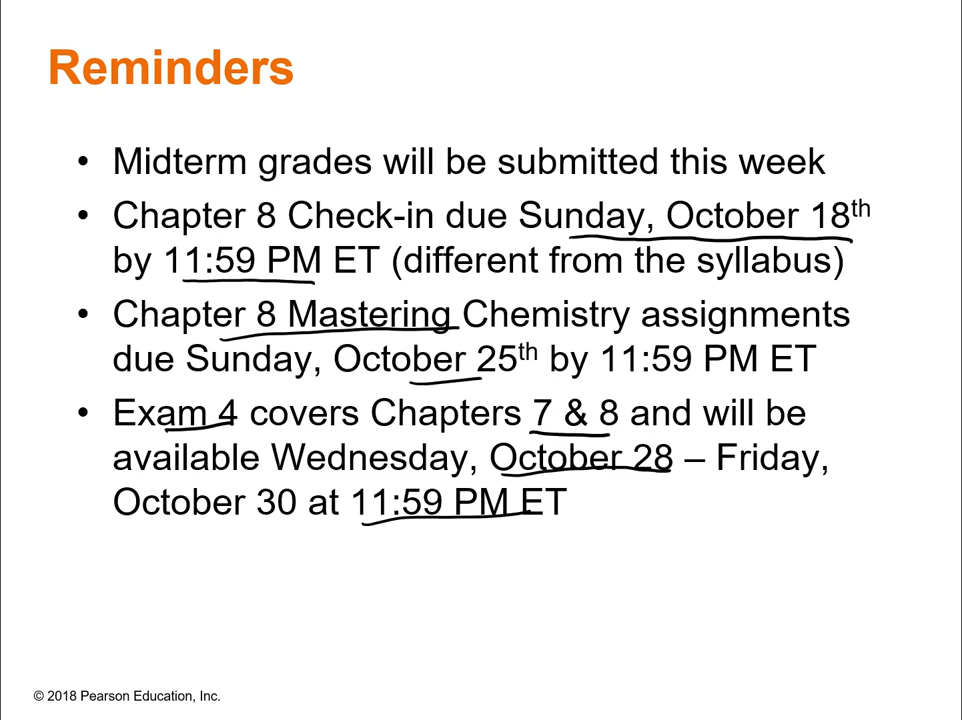 Reminders
• Midterm grades will be submitted this week
• Chapter 8 Check-in due Sunday, October 18th
by 11:59 PM ET (different from the syllabus)
• Chapter 8 Mastering Chemistry assignments
due Sunday, October 25th by 11:59 PM ET
• Exam 4 covers Chapters 7 & 8 and will be
available Wednesday, October 28 – Friday,
October 30 at 11:59 PM ET
© 2018 Pearson Education, Inc.